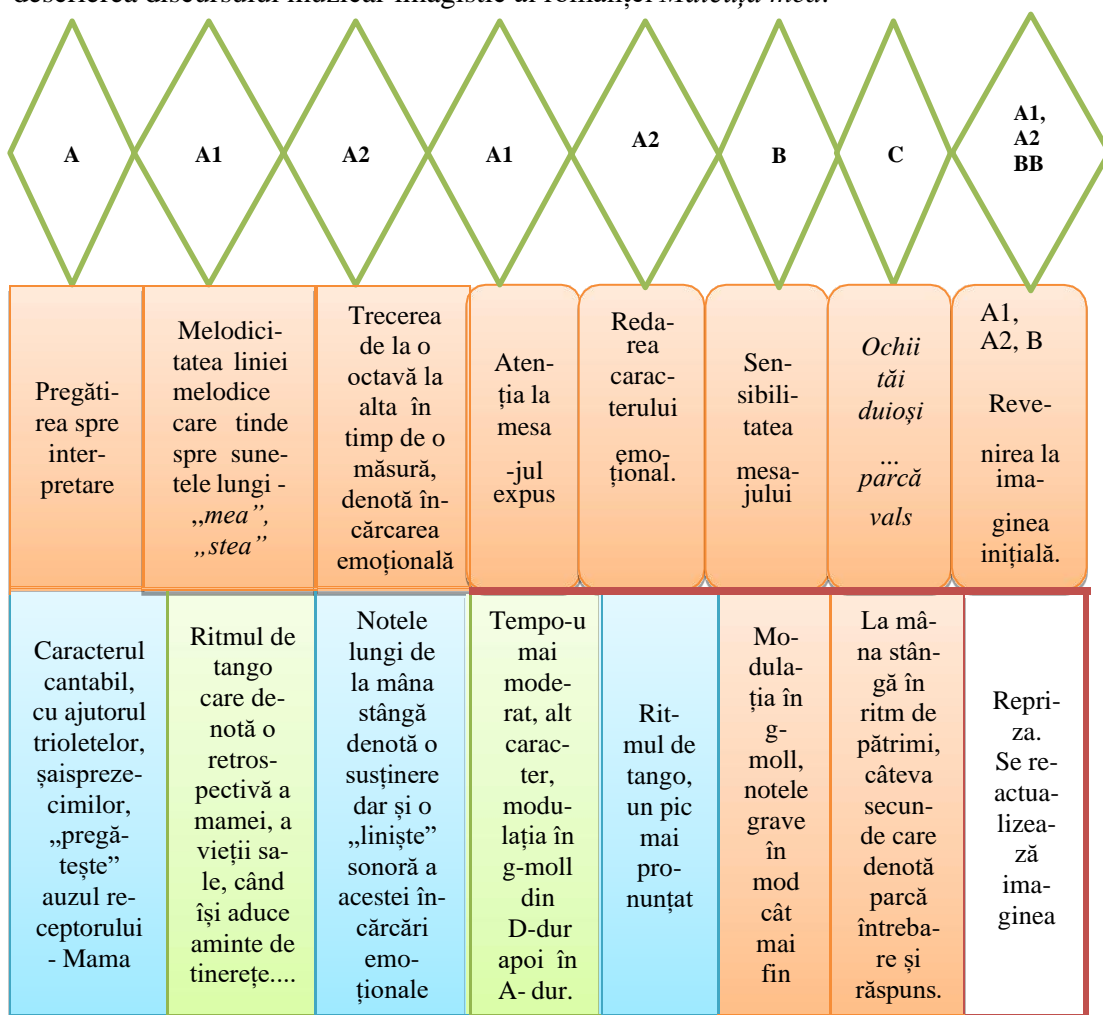 descrierea discursului muzical-imagistic al romanței Măicuța mea.
A
A1
A2
A1
A2
B
C
A1,
A2
BB
Pregăti-
rea spre
inter-
pretare
Melodici-
tatea liniei
melodice
care tinde
spre sune-
tele lungi -
„mea”,
„stea”
Trecerea
de la o
octavă la
alta în
timp de o
măsură,
denotă în-
cărcarea
emoțională
Aten-
ția la
mesa
-jul
expus
Reda-
rea
carac-
terului
emo-
țional.
Sen-
sibili-
tatea
mesa-
jului
Ochii
tăi
duioși
...
parcă
vals
A1,
A2, B
Reve-
nirea la
ima-
ginea
inițială.
Caracterul
cantabil,
cu ajutorul
trioletelor,
șaispreze-
cimilor,
„pregă-
tește”
auzul re-
ceptorului
- Mama
Ritmul de
tango
care de-
notă o
retros-
pectivă a
mamei, a
vieții sa-
le, când
își aduce
aminte de
tinerețe....
Notele
lungi de
la mâna
stângă
denotă o
susținere
dar și o
„liniște”
sonoră a
acestei în-
cărcări
emo-
ționale
Tempo-u
mai
mode-
rat, alt
carac-
ter,
modu-
lația în
g-moll
din
D-dur
apoi în
A- dur.
Rit-
mul de
tango,
un pic
mai
pro-
nunțat
Mo-
dula-
ția în
g-
moll,
notele
grave
în
mod
cât
mai
fin
La mâ-
na stân-
gă în
ritm de
pătrimi,
câteva
secun-
de care
denotă
parcă
întreba-
re și
răspuns.
Repri-
za.
Se re-
actua-
lizea-
ză
ima-
ginea